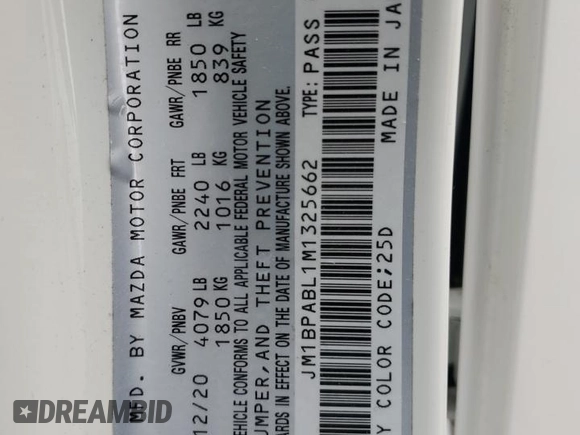 MFD. BY MAZDA MOTOR CORPORATION
GVWR/PNBV GAWR/PNBE FRT GAWR/PNBE RR
12/20 4079 LB 2240 LB 1850 LB
1850 KG 1016 KG 839 KG
VEHICLE CONFORMS TO ALL APPLICABLE FEDERAL MOTOR VEHICLE SAFETY
UMPER, AND THEFT PREVENTION
ARDS IN EFFECT ON THE DATE OF MANUFACTURE SHOWN ABOVE.
JM1BPABL1M1325662 TYPE: PASS
Y COLOR CODE;25D MADE IN JA
DREAMBID